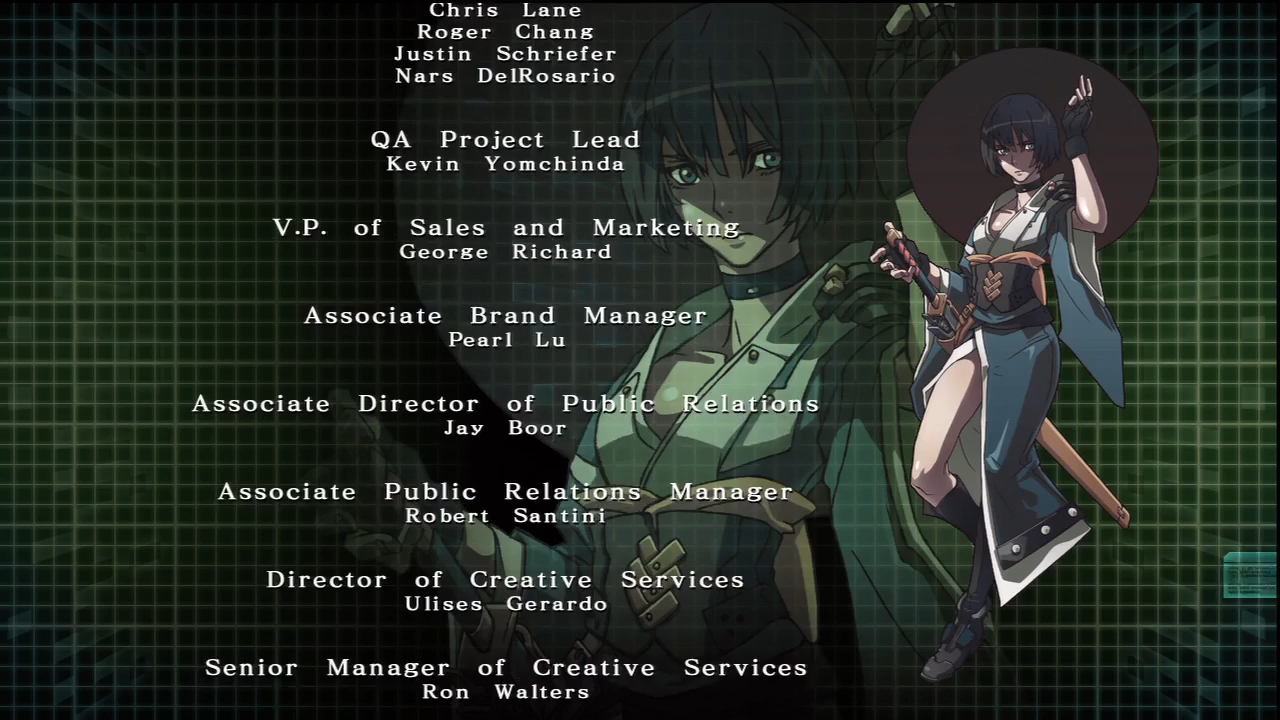 Chris Lane
Roger Chang
Justin Schriefer
Nars DelRosario
QA Project Lead
Kevin Yomchinda
V.P. of Sales and Marketing
George Richard
Associate Brand Manager
Pearl Lu
Associate Director of Public Relations
Jay Boor
Associate Public Relations Manager
Robert Santini
Director of Creative Services
Ulises Gerardo
Senior Manager of Creative Services
Ron Walters